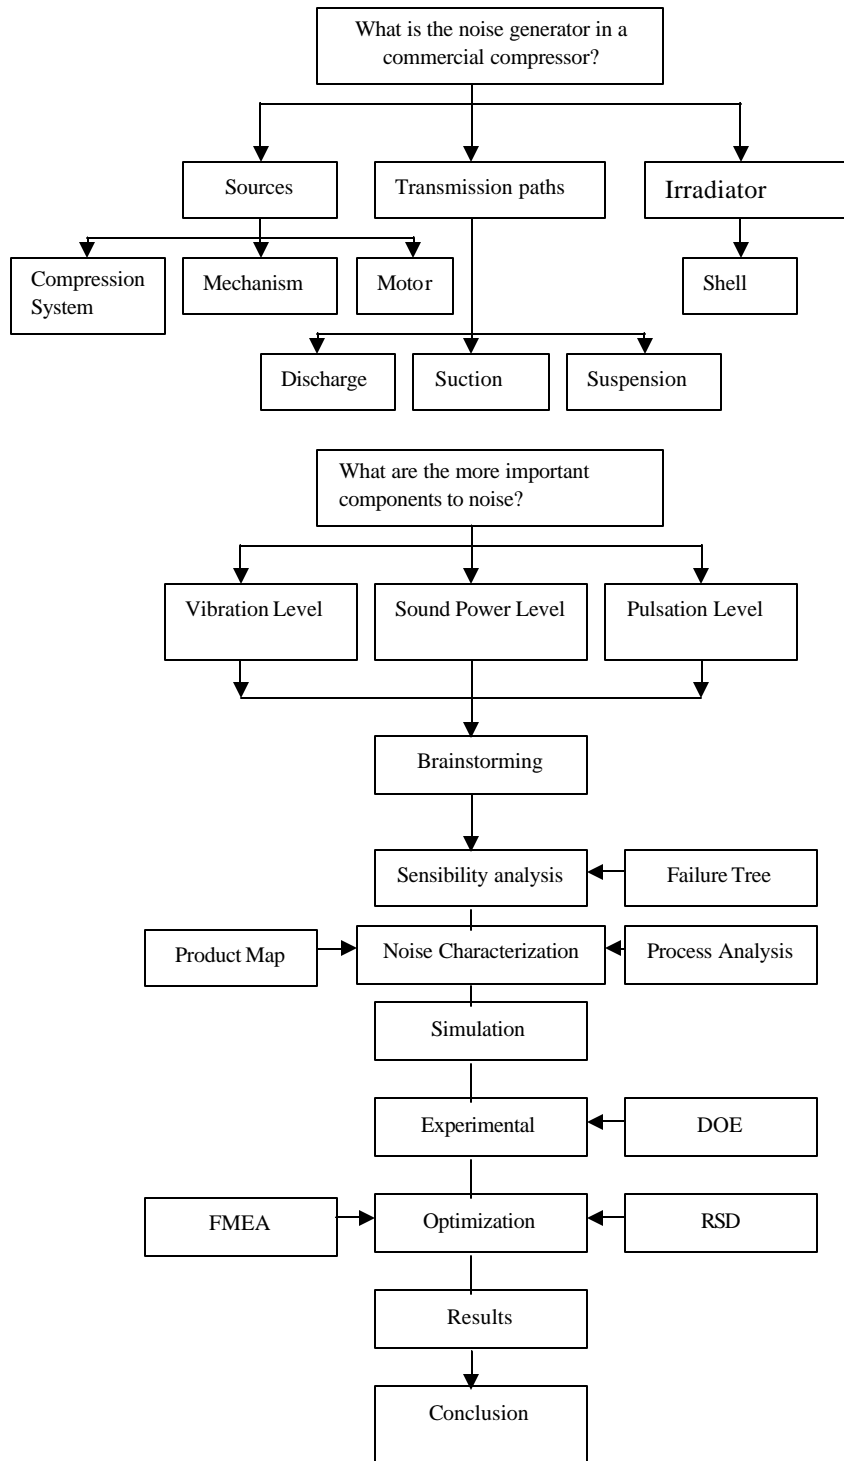 What is the noise generator in a
commercial compressor?
Sources
Transmission paths
Irradiator
Compression
System
Mechanism
Motor
Shell
Discharge
Suction
Suspension
What are the more important
components to noise?
Vibration Level
Sound Power Level
Pulsation Level
Brainstorming
Sensibility analysis
Failure Tree
Product Map
Noise Characterization
Process Analysis
Simulation
Experimental
DOE
FMEA
Optimization
RSD
Results
Conclusion